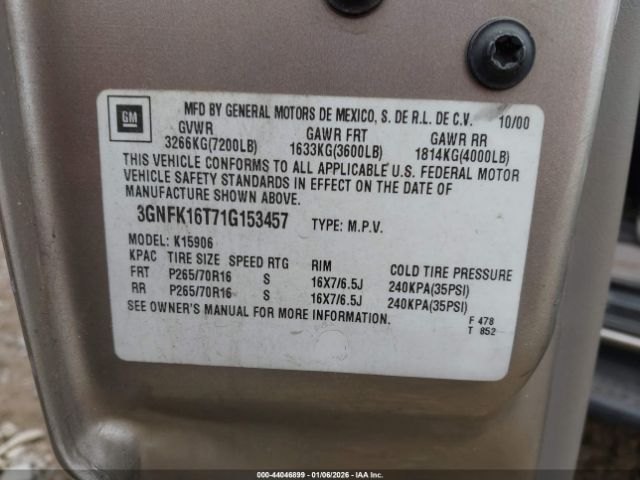 GM
MFD BY GENERAL MOTORS DE MEXICO, S. DE R.L. DE C.V. 10/00
GVWR GAWR FRT GAWR RR
3266KG(7200LB) 1633KG(3600LB) 1814KG(4000LB)
THIS VEHICLE CONFORMS TO ALL APPLICABLE U.S. FEDERAL MOTOR
VEHICLE SAFETY STANDARDS IN EFFECT ON THE DATE OF
MANUFACTURE SHOWN ABOVE.
3GNFK16T71G153457 TYPE: M.P.V.
MODEL: K15906
KPAC TIRE SIZE SPEED RTG RIM COLD TIRE PRESSURE
FRT P265/70R16 S 16X7/6.5J 240KPA(35PSI)
RR P265/70R16 S 16X7/6.5J 240KPA(35PSI)
SEE OWNER'S MANUAL FOR MORE INFORMATION.
F 478
T 852
000-44046899 - 01/06/2026 - IAA, Inc.